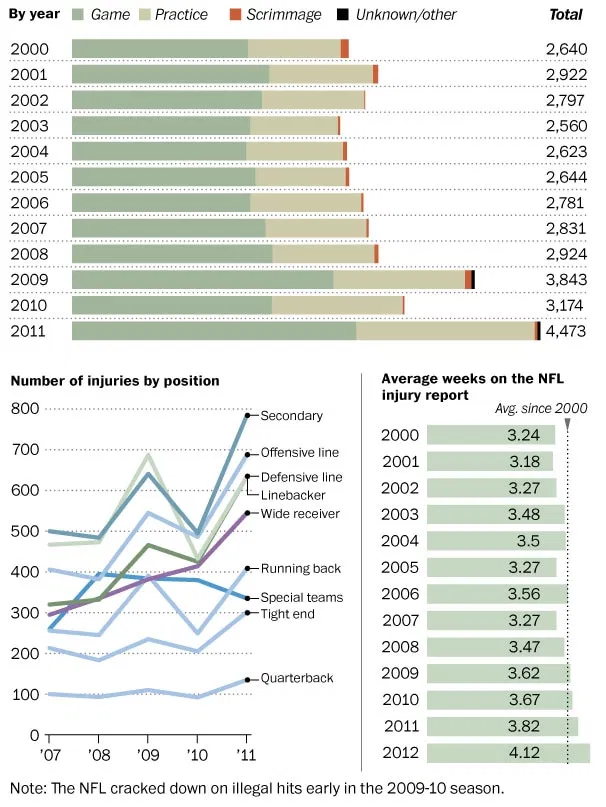 By year Game Practice Scrimmage Unknown/other Total
2000 2,640
2001 2,922
2002 2,797
2003 2,560
2004 2,623
2005 2,644
2006 2,781
2007 2,831
2008 2,924
2009 3,843
2010 3,174
2011 4,473
Number of injuries by position
800
700
600
500
400
300
200
100
0
'07 '08 '09 '10 '11
Secondary
Offensive line
Defensive line
Linebacker
Wide receiver
Running back
Special teams
Tight end
Quarterback
Average weeks on the NFL
injury report
Avg. since 2000
2000 3.24
2001 3.18
2002 3.27
2003 3.48
2004 3.5
2005 3.27
2006 3.56
2007 3.27
2008 3.47
2009 3.62
2010 3.67
2011 3.82
2012 4.12
Note: The NFL cracked down on illegal hits early in the 2009-10 season.